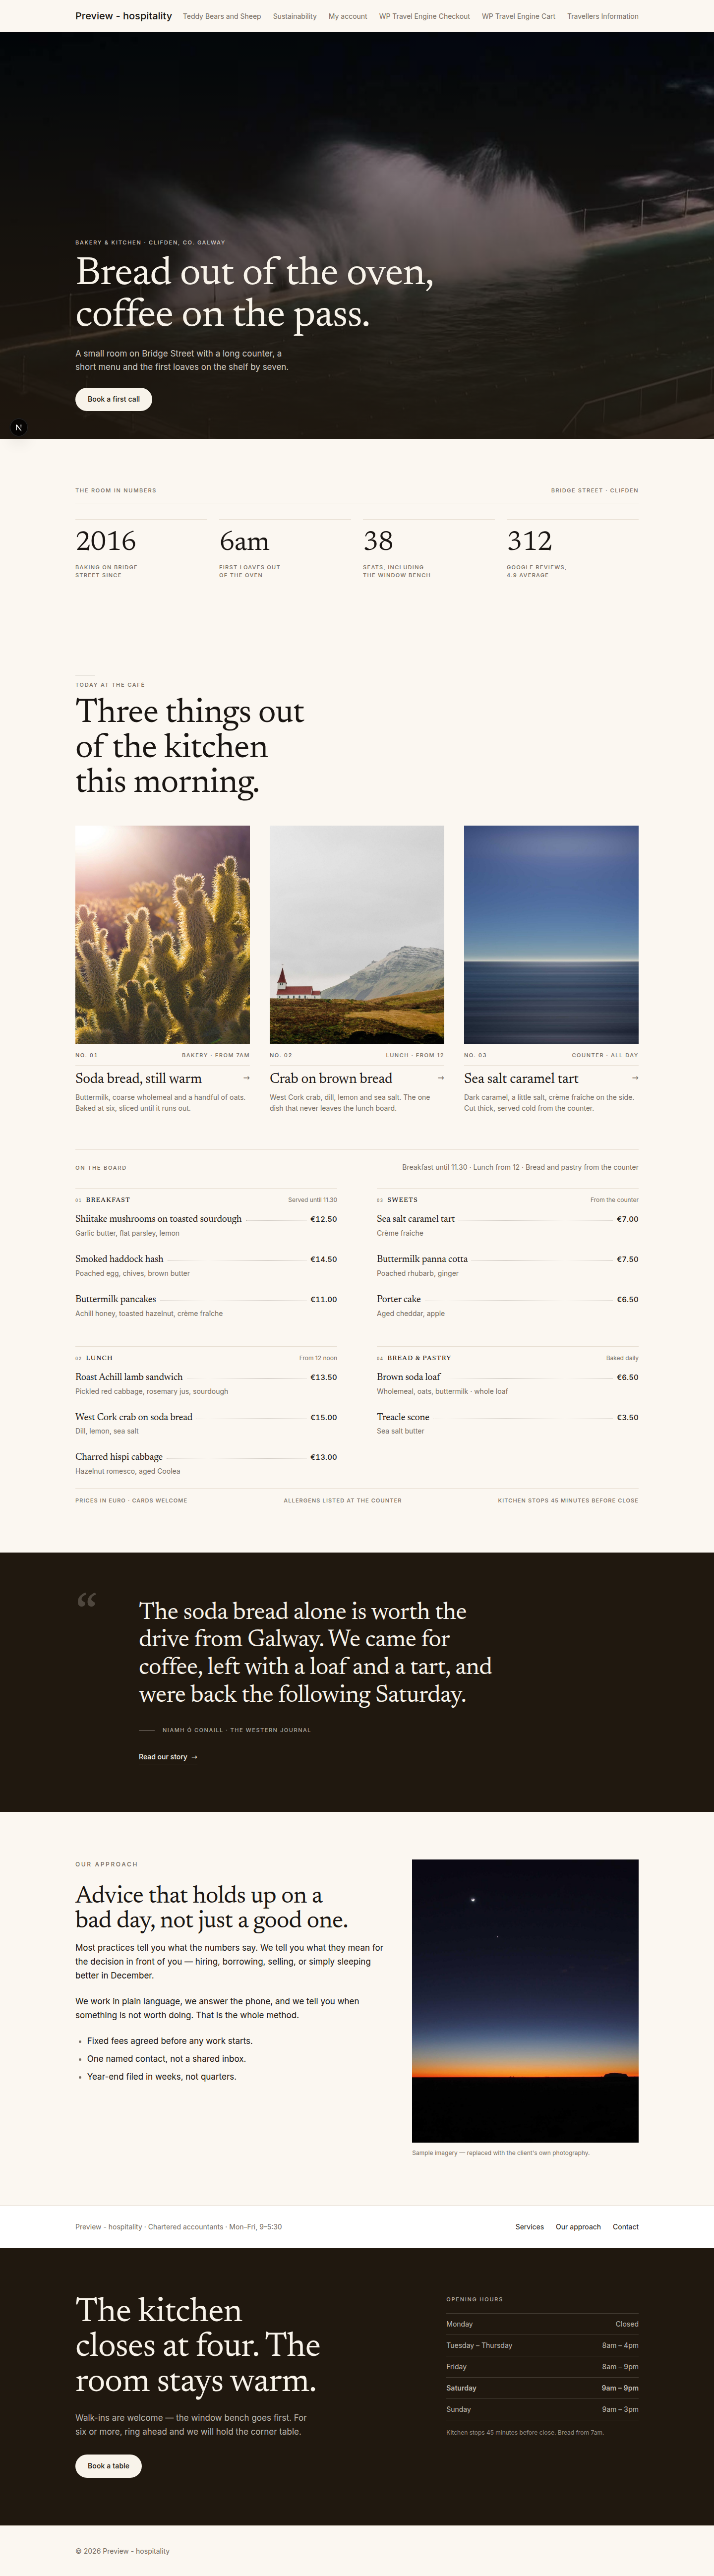 Preview - hospitality
Teddy Bears and Sheep
Sustainability
My account
WP Travel Engine Checkout
WP Travel Engine Cart
Travellers Information
BAKERY & KITCHEN · CLIFDEN, CO. GALWAY
Bread out of the oven,
coffee on the pass.
A small room on Bridge Street with a long counter, a
short menu and the first loaves on the shelf by seven.
Book a first call
N
THE ROOM IN NUMBERS
BRIDGE STREET · CLIFDEN
2016
BAKING ON BRIDGE
STREET SINCE
6am
FIRST LOAVES OUT
OF THE OVEN
38
SEATS, INCLUDING
THE WINDOW BENCH
312
GOOGLE REVIEWS,
4.9 AVERAGE
TODAY AT THE CAFÉ
Three things out
of the kitchen
this morning.
NO. 01
BAKERY · FROM 7AM
Soda bread, still warm →
Buttermilk, coarse wholemeal and a handful of oats.
Baked at six, sliced until it runs out.
NO. 02
LUNCH · FROM 12
Crab on brown bread →
West Cork crab, dill, lemon and sea salt. The one
dish that never leaves the lunch board.
NO. 03
COUNTER · ALL DAY
Sea salt caramel tart →
Dark caramel, a little salt, crème fraîche on the side.
Cut thick, served cold from the counter.
ON THE BOARD
Breakfast until 11.30 · Lunch from 12 · Bread and pastry from the counter
01 BREAKFAST
Served until 11.30
Shiitake mushrooms on toasted sourdough €12.50
Garlic butter, flat parsley, lemon
Smoked haddock hash €14.50
Poached egg, chives, brown butter
Buttermilk pancakes €11.00
Achill honey, toasted hazelnut, crème fraîche
02 LUNCH
From 12 noon
Roast Achill lamb sandwich €13.50
Pickled red cabbage, rosemary jus, sourdough
West Cork crab on soda bread €15.00
Dill, lemon, sea salt
Charred hispi cabbage €13.00
Hazelnut romesco, aged Coolea
03 SWEETS
From the counter
Sea salt caramel tart €7.00
Crème fraîche
Buttermilk panna cotta €7.50
Poached rhubarb, ginger
Porter cake €6.50
Aged cheddar, apple
04 BREAD & PASTRY
Baked daily
Brown soda loaf €6.50
Wholemeal, oats, buttermilk · whole loaf
Treacle scone €3.50
Sea salt butter
PRICES IN EURO · CARDS WELCOME
ALLERGENS LISTED AT THE COUNTER
KITCHEN STOPS 45 MINUTES BEFORE CLOSE
“
The soda bread alone is worth the
drive from Galway. We came for
coffee, left with a loaf and a tart, and
were back the following Saturday.
NIAMH Ó CONAILL · THE WESTERN JOURNAL
Read our story →
OUR APPROACH
Advice that holds up on a
bad day, not just a good one.
Most practices tell you what the numbers say. We tell you what they mean for
the decision in front of you — hiring, borrowing, selling, or simply sleeping
better in December.
We work in plain language, we answer the phone, and we tell you when
something is not worth doing. That is the whole method.
• Fixed fees agreed before any work starts.
• One named contact, not a shared inbox.
• Year-end filed in weeks, not quarters.
Sample imagery — replaced with the client's own photography.
Preview - hospitality · Chartered accountants · Mon–Fri, 9–5:30
Services
Our approach
Contact
The kitchen
closes at four. The
room stays warm.
Walk-ins are welcome — the window bench goes first. For
six or more, ring ahead and we will hold the corner table.
Book a table
OPENING HOURS
Monday Closed
Tuesday – Thursday 8am – 4pm
Friday 8am – 9pm
Saturday 9am – 9pm
Sunday 9am – 3pm
Kitchen stops 45 minutes before close. Bread from 7am.
© 2026 Preview - hospitality